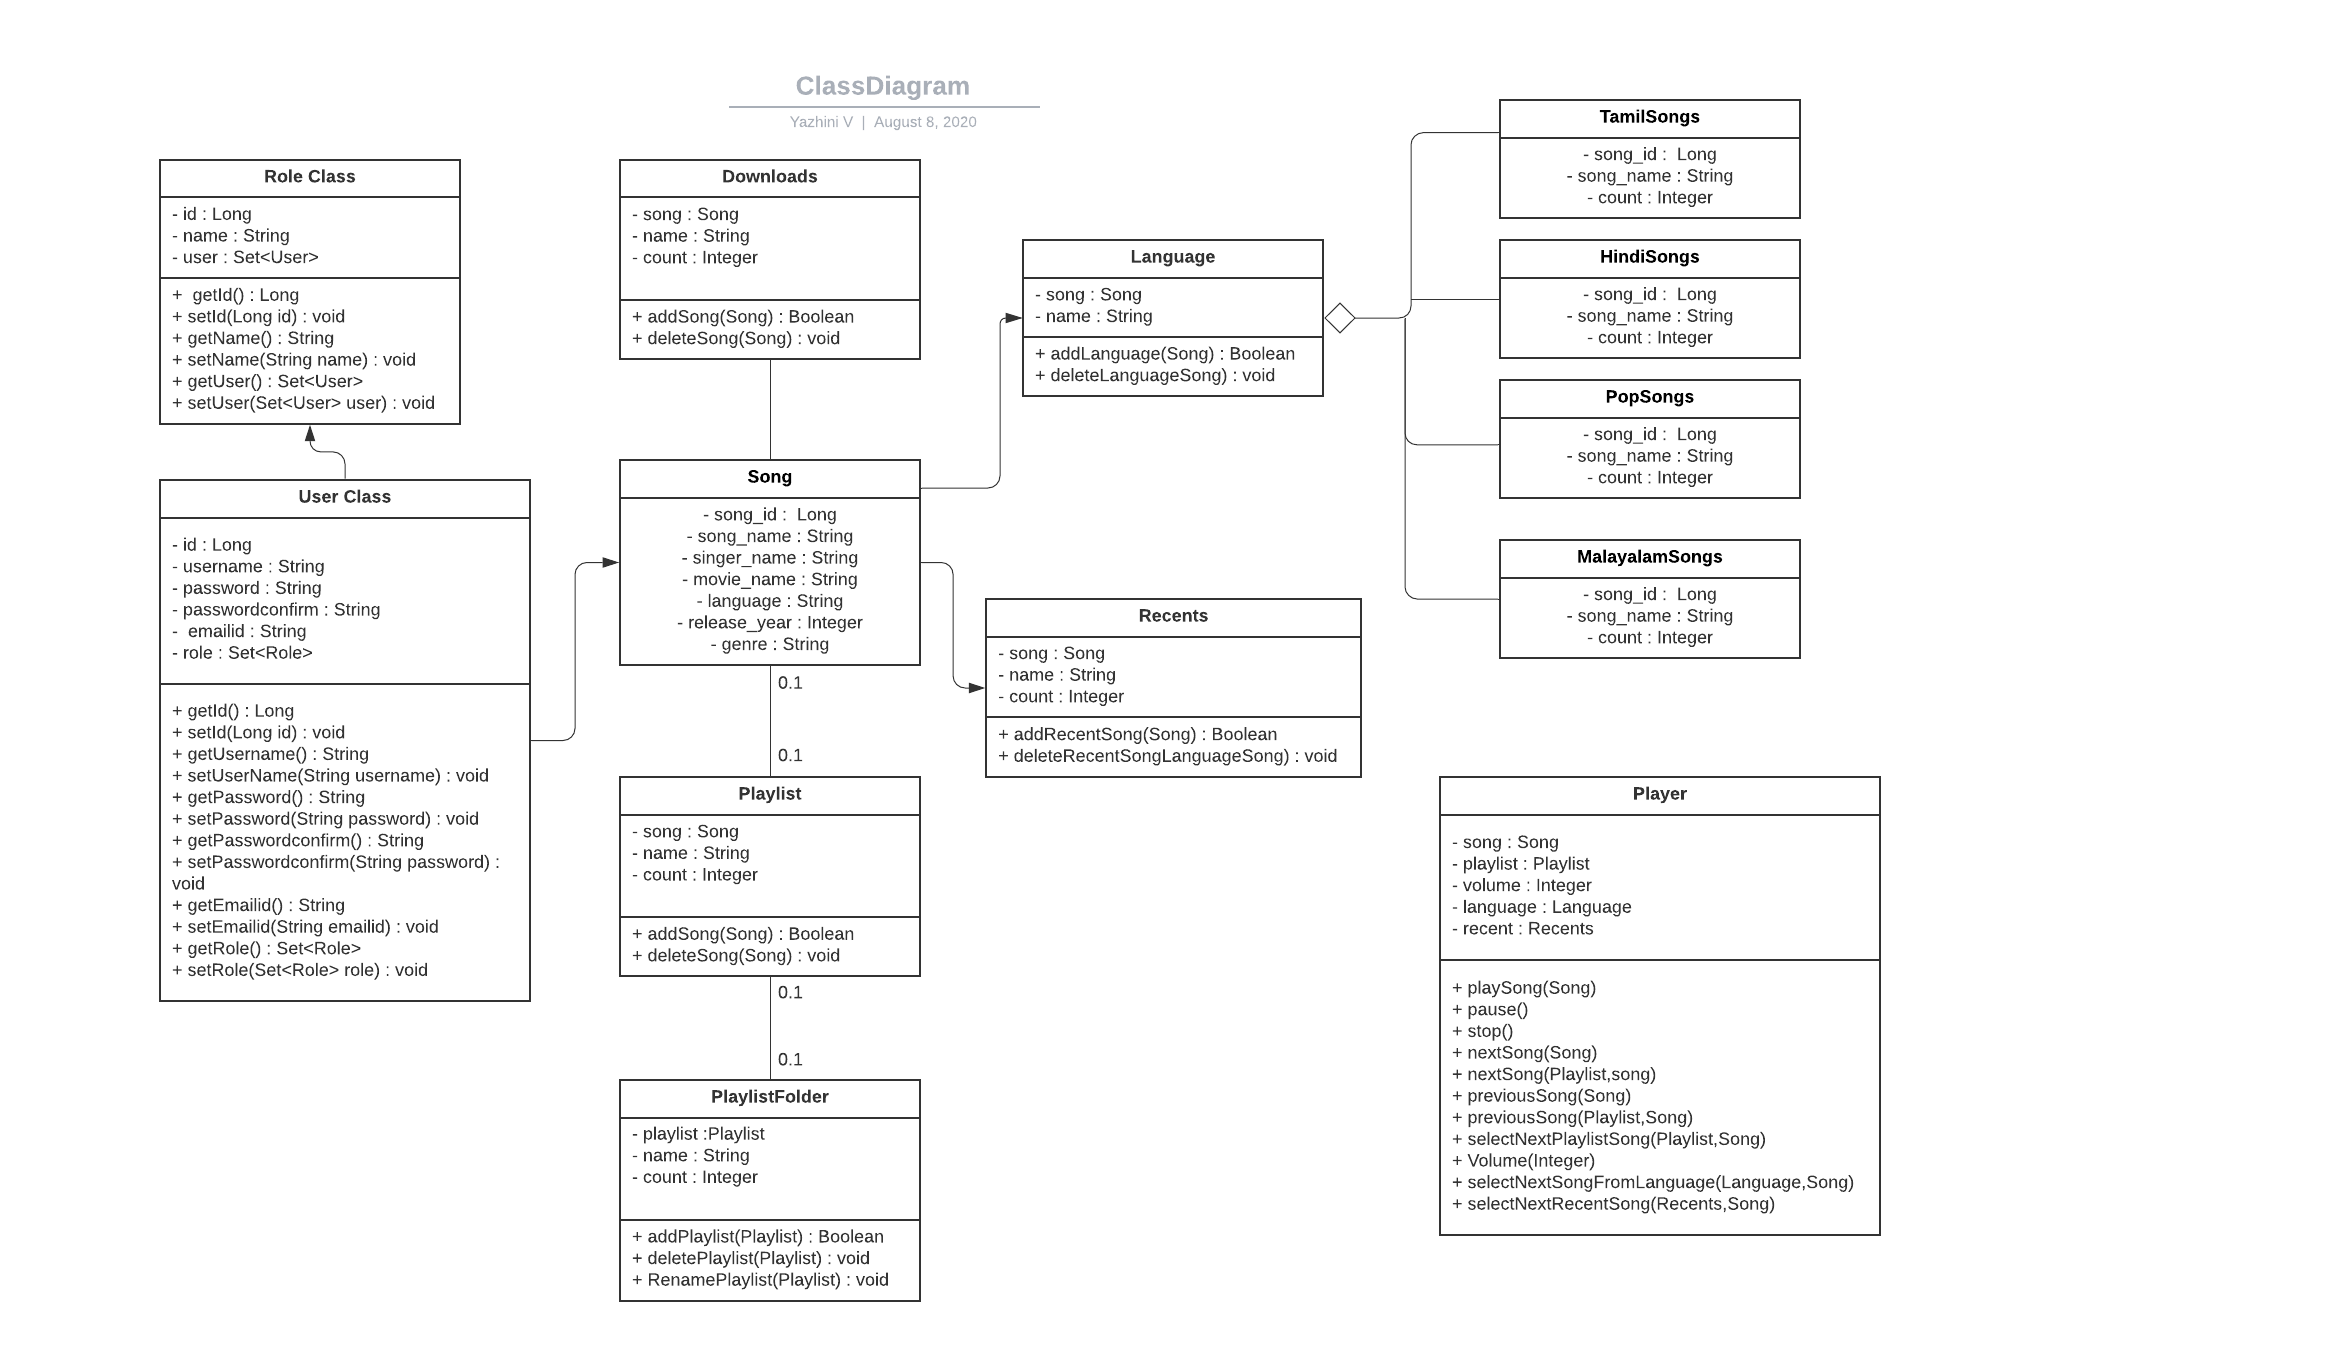 ClassDiagram
Yazhini V | August 8, 2020
Role Class
- id : Long
- name : String
- user : Set<User>
+  getId() : Long
+ setId(Long id) : void
+ getName() : String
+ setName(String name) : void
+ getUser() : Set<User>
+ setUser(Set<User> user) : void
User Class
- id : Long
- username : String
- password : String
- passwordconfirm : String
-  emailid : String
- role : Set<Role>
+ getId() : Long
+ setId(Long id) : void
+ getUsername() : String
+ setUserName(String username) : void
+ getPassword() : String
+ setPassword(String password) : void
+ getPasswordconfirm() : String
+ setPasswordconfirm(String password) :
void
+ getEmailid() : String
+ setEmailid(String emailid) : void
+ getRole() : Set<Role>
+ setRole(Set<Role> role) : void
Downloads
- song : Song
- name : String
- count : Integer
+ addSong(Song) : Boolean
+ deleteSong(Song) : void
Song
- song_id :  Long
- song_name : String
- singer_name : String
- movie_name : String
- language : String
- release_year : Integer
- genre : String
0.1
0.1
Playlist
- song : Song
- name : String
- count : Integer
+ addSong(Song) : Boolean
+ deleteSong(Song) : void
0.1
0.1
PlaylistFolder
- playlist :Playlist
- name : String
- count : Integer
+ addPlaylist(Playlist) : Boolean
+ deletePlaylist(Playlist) : void
+ RenamePlaylist(Playlist) : void
Language
- song : Song
- name : String
+ addLanguage(Song) : Boolean
+ deleteLanguageSong) : void
Recents
- song : Song
- name : String
- count : Integer
+ addRecentSong(Song) : Boolean
+ deleteRecentSongLanguageSong) : void
TamilSongs
- song_id :  Long
- song_name : String
- count : Integer
HindiSongs
- song_id :  Long
- song_name : String
- count : Integer
PopSongs
- song_id :  Long
- song_name : String
- count : Integer
MalayalamSongs
- song_id :  Long
- song_name : String
- count : Integer
Player
- song : Song
- playlist : Playlist
- volume : Integer
- language : Language
- recent : Recents
+ playSong(Song)
+ pause()
+ stop()
+ nextSong(Song)
+ nextSong(Playlist,song)
+ previousSong(Song)
+ previousSong(Playlist,Song)
+ selectNextPlaylistSong(Playlist,Song)
+ Volume(Integer)
+ selectNextSongFromLanguage(Language,Song)
+ selectNextRecentSong(Recents,Song)